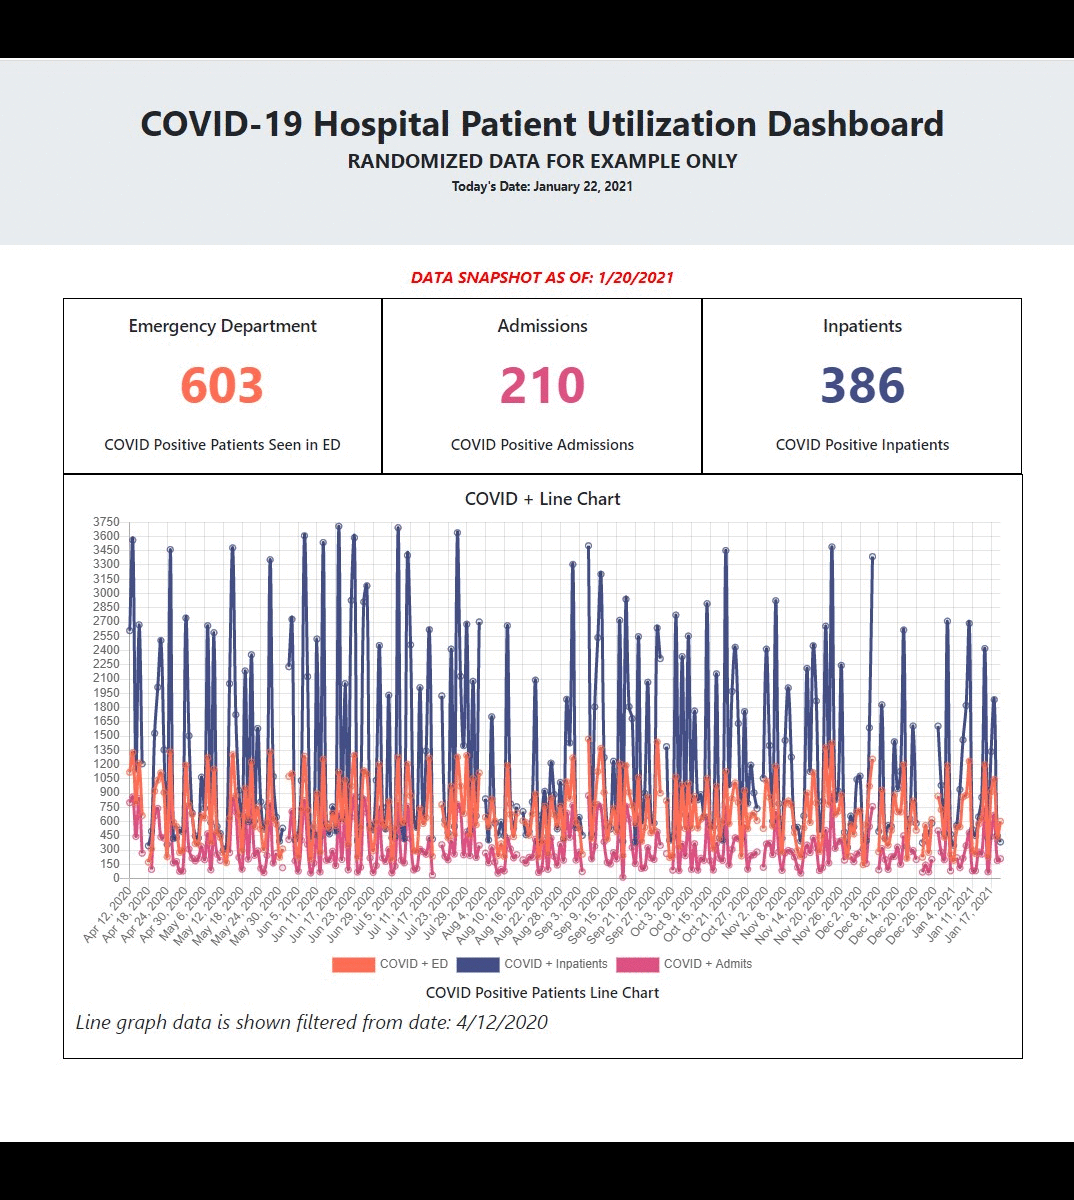 COVID-19 Hospital Patient Utilization Dashboard
RANDOMIZED DATA FOR EXAMPLE ONLY
Today's Date: January 22, 2021
DATA SNAPSHOT AS OF: 1/20/2021
Emergency Department
603
COVID Positive Patients Seen in ED
Admissions
210
COVID Positive Admissions
Inpatients
386
COVID Positive Inpatients
COVID + Line Chart
3750
3600
3450
3300
3150
3000
2850
2700
2550
2400
2250
2100
1950
1800
1650
1500
1350
1200
1050
900
750
600
450
300
150
0
Apr 12, 2020
Apr 18, 2020
Apr 24, 2020
Apr 30, 2020
May 6, 2020
May 12, 2020
May 18, 2020
May 24, 2020
May 30, 2020
Jun 5, 2020
Jun 11, 2020
Jun 17, 2020
Jun 23, 2020
Jun 29, 2020
Jul 5, 2020
Jul 11, 2020
Jul 17, 2020
Jul 23, 2020
Jul 29, 2020
Aug 4, 2020
Aug 10, 2020
Aug 16, 2020
Aug 22, 2020
Aug 28, 2020
Sep 3, 2020
Sep 9, 2020
Sep 15, 2020
Sep 21, 2020
Sep 27, 2020
Oct 3, 2020
Oct 9, 2020
Oct 15, 2020
Oct 21, 2020
Oct 27, 2020
Nov 2, 2020
Nov 8, 2020
Nov 14, 2020
Nov 20, 2020
Nov 26, 2020
Dec 2, 2020
Dec 8, 2020
Dec 14, 2020
Dec 20, 2020
Dec 26, 2020
Jan 4, 2021
Jan 11, 2021
Jan 17, 2021
COVID + ED COVID + Inpatients COVID + Admits
COVID Positive Patients Line Chart
Line graph data is shown filtered from date: 4/12/2020